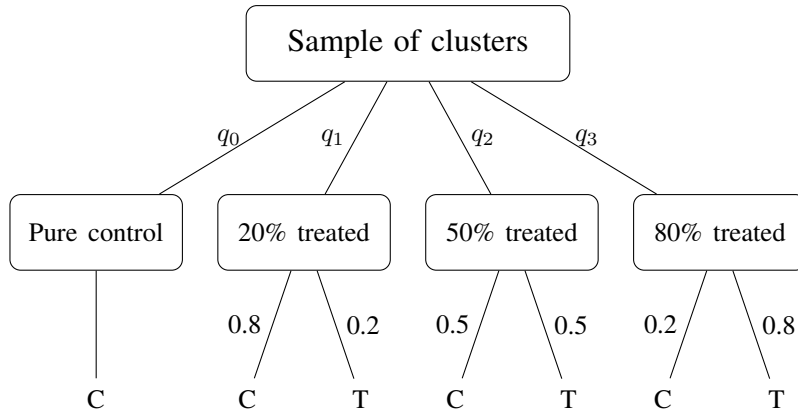 Sample of clusters
q0 q1 q2 q3
Pure control 20% treated 50% treated 80% treated
0.8 0.2 0.5 0.5 0.2 0.8
C C T C T C T